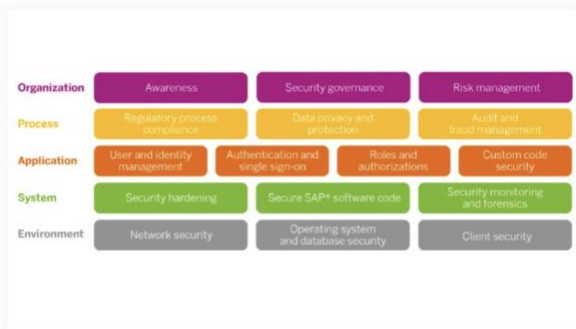 Organization
Awareness
Security governance
Risk management
Process
Regulatory process
compliance
Data privacy and
protection
Audit and
fraud management
Application
User and identity
management
Authentication and
single sign-on
Roles and
authorizations
Custom code
security
System
Security hardening
Secure SAP® software code
Security monitoring
and forensics
Environment
Network security
Operating system
and database security
Client security